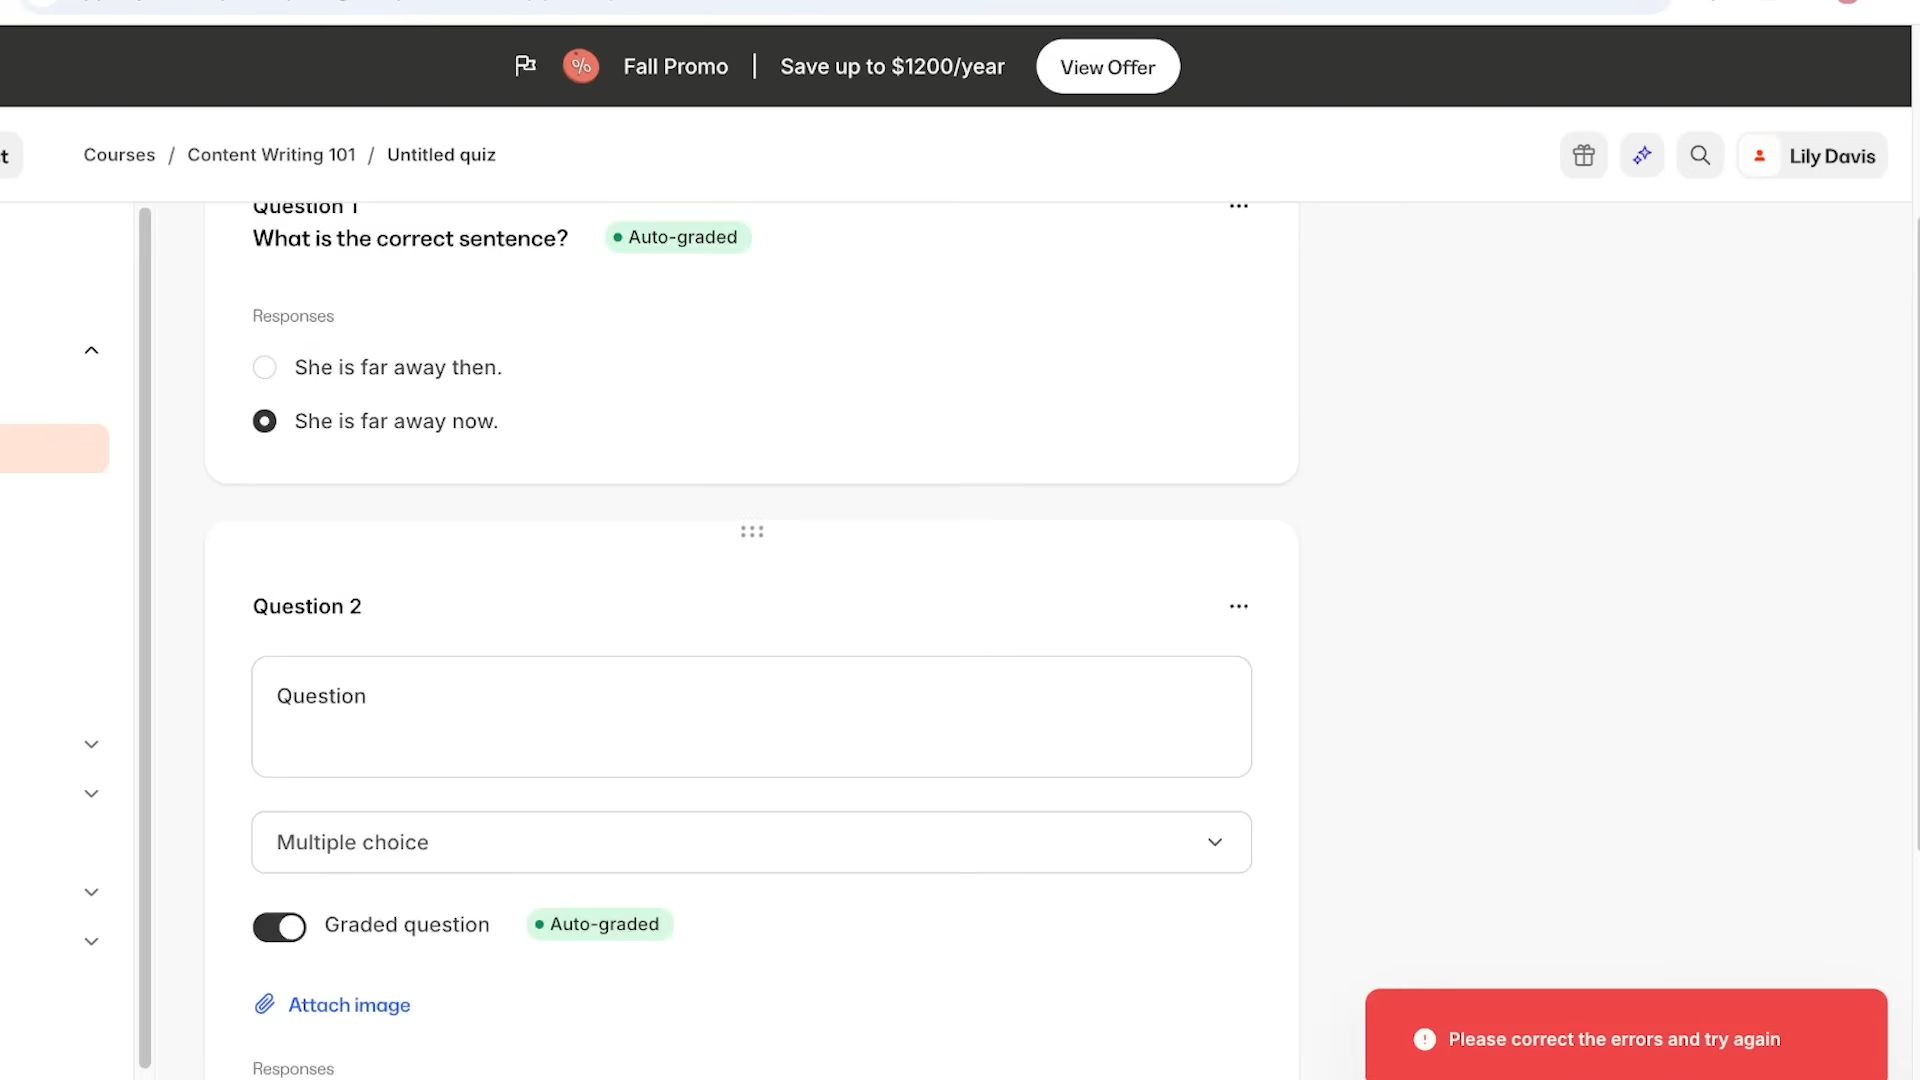 Fall Promo | Save up to $1200/year View Offer
t Courses / Content Writing 101 / Untitled quiz Lily Davis
Question 1
What is the correct sentence? Auto-graded
Responses
She is far away then.
She is far away now.
Question 2
Question
Multiple choice
Graded question Auto-graded
Attach image
Please correct the errors and try again
Responses